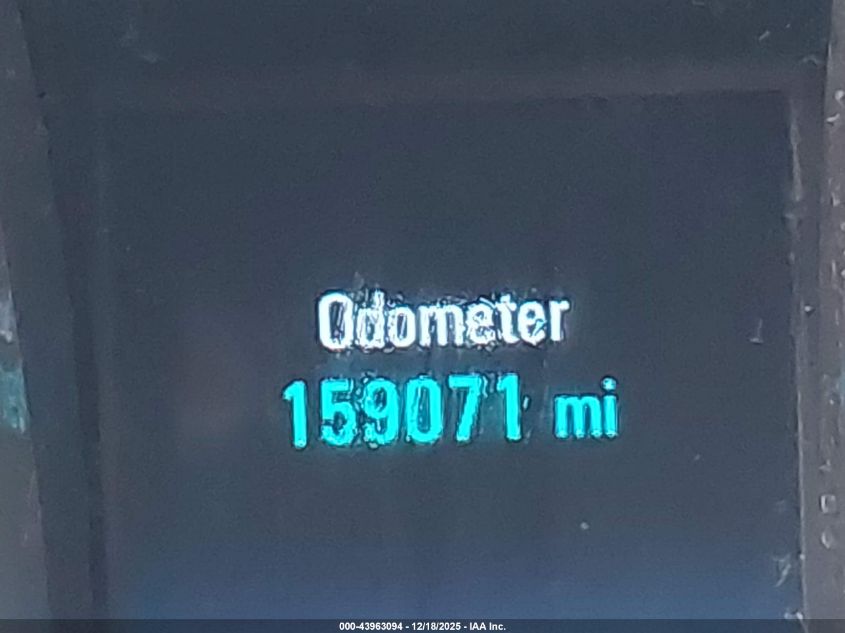 Odometer
159071 mi
000-43963094 - 12/18/2025 - IAA Inc.